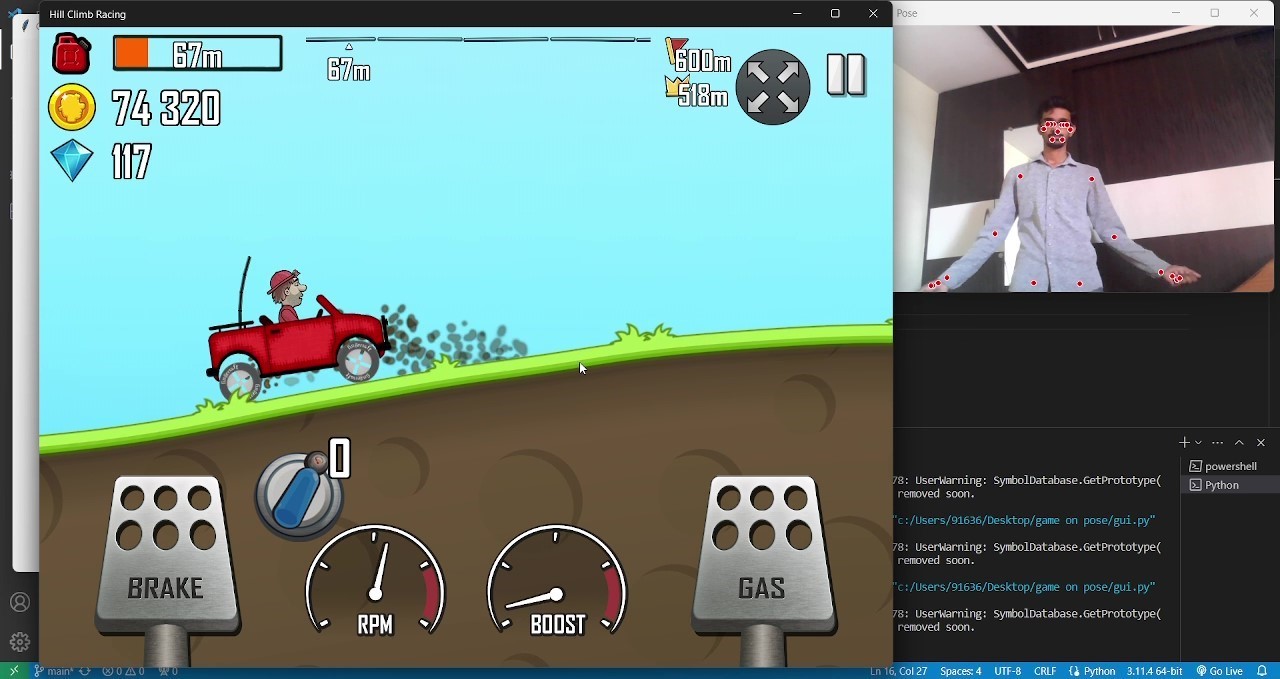 Hill Climb Racing
Pose
67m
67m
600m
518m
74 320
117
0
BRAKE
RPM
BOOST
GAS
powershell
Python
78: UserWarning: SymbolDatabase.GetPrototype(
removed soon.
"c:/Users/91636/Desktop/game on pose/gui.py"
78: UserWarning: SymbolDatabase.GetPrototype(
removed soon.
"c:/Users/91636/Desktop/game on pose/gui.py"
78: UserWarning: SymbolDatabase.GetPrototype(
removed soon.
main* 0 0 0 Ln 16, Col 27 Spaces: 4 UTF-8 CRLF Python 3.11.4 64-bit Go Live